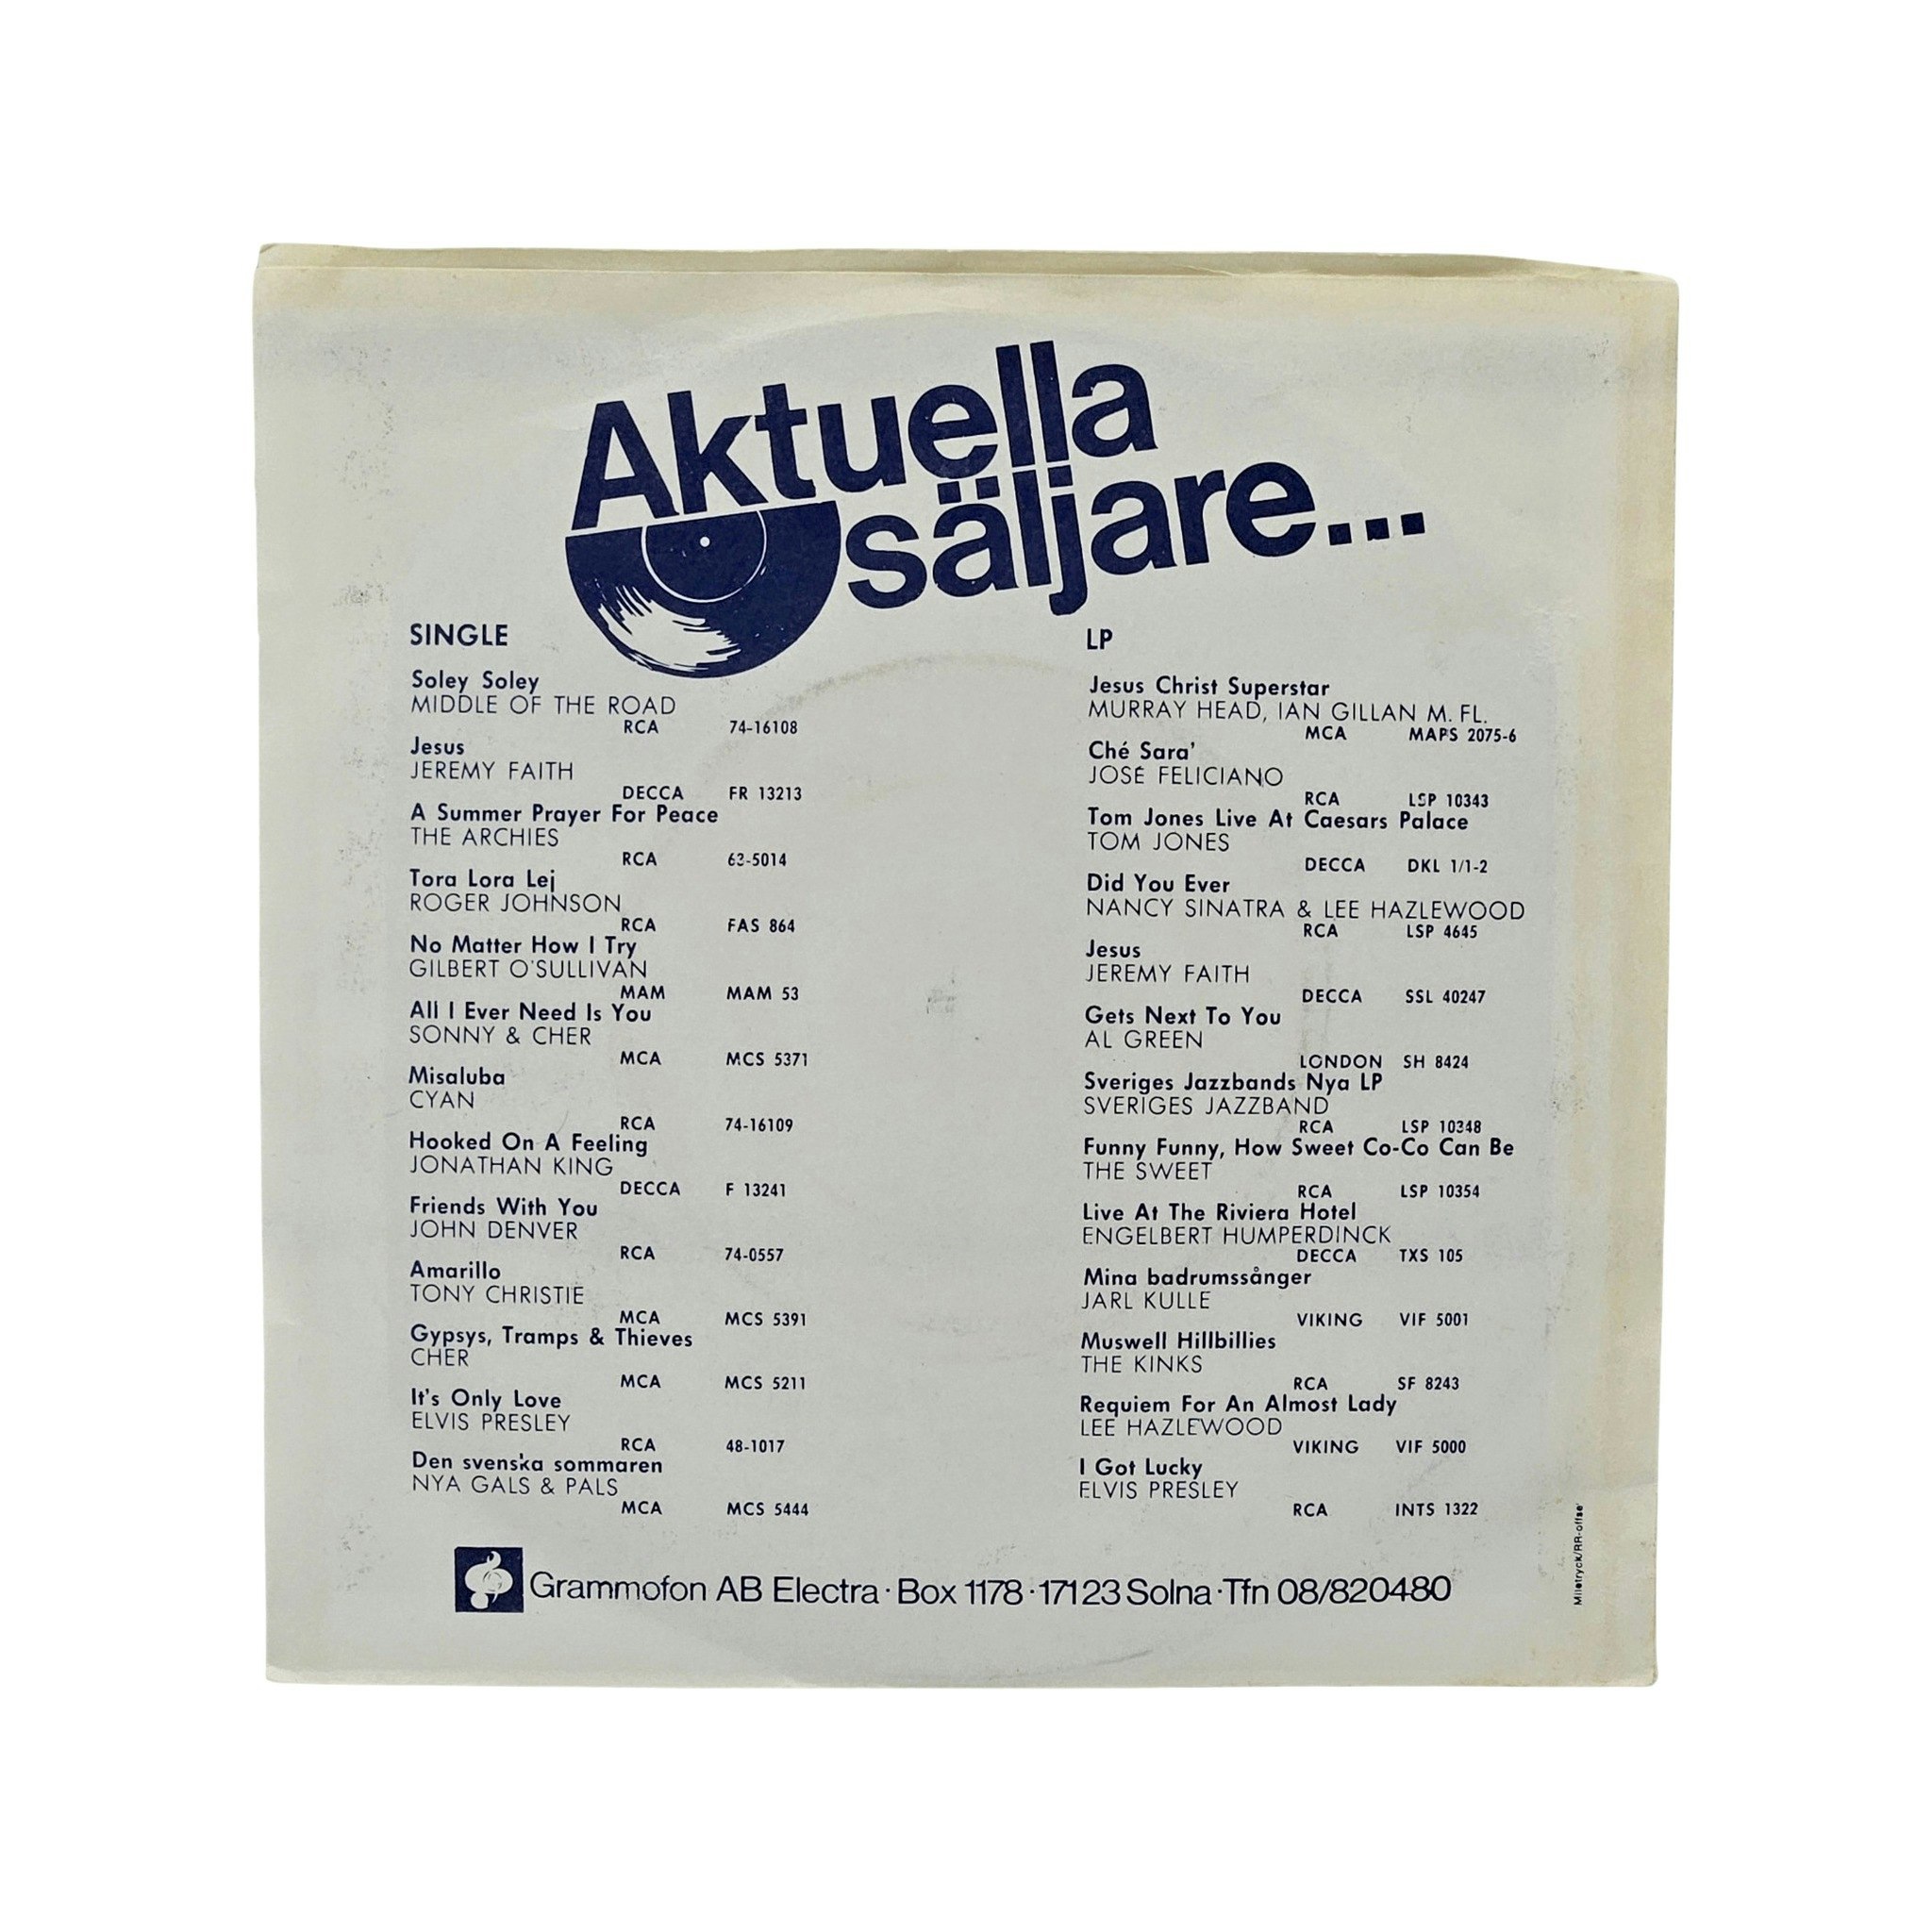 Aktuella
säljare...
SINGLE
Soley Soley
MIDDLE OF THE ROAD
RCA 74-16108
Jesus
JEREMY FAITH
DECCA FR 13213
A Summer Prayer For Peace
THE ARCHIES
RCA 63-5014
Tora Lora Lej
ROGER JOHNSON
RCA FAS 864
No Matter How I Try
GILBERT O'SULLIVAN
MAM MAM 53
All I Ever Need Is You
SONNY & CHER
MCA MCS 5371
Misaluba
CYAN
RCA 74-16109
Hooked On A Feeling
JONATHAN KING
DECCA F 13241
Friends With You
JOHN DENVER
RCA 74-0557
Amarillo
TONY CHRISTIE
MCA MCS 5391
Gypsys, Tramps & Thieves
CHER
MCA MCS 5211
It's Only Love
ELVIS PRESLEY
RCA 48-1017
Den svenska sommaren
NYA GALS & PALS
MCA MCS 5444
LP
Jesus Christ Superstar
MURRAY HEAD, IAN GILLAN M. FL.
MCA MAPS 2075-6
Ché Sara'
JOSÉ FELICIANO
RCA LSP 10343
Tom Jones Live At Caesars Palace
TOM JONES
DECCA DKL 1/1-2
Did You Ever
NANCY SINATRA & LEE HAZLEWOOD
RCA LSP 4645
Jesus
JEREMY FAITH
DECCA SSL 40247
Gets Next To You
AL GREEN
LONDON SH 8424
Sveriges Jazzbands Nya LP
SVERIGES JAZZBAND
RCA LSP 10348
Funny Funny, How Sweet Co-Co Can Be
THE SWEET
RCA LSP 10354
Live At The Riviera Hotel
ENGELBERT HUMPERDINCK
DECCA TXS 105
Mina badrumssånger
JARL KULLE
VIKING VIF 5001
Muswell Hillbillies
THE KINKS
RCA SF 8243
Requiem For An Almost Lady
LEE HAZLEWOOD
VIKING VIF 5000
I Got Lucky
ELVIS PRESLEY
RCA INTS 1322
Grammofon AB Electra · Box 1178 · 17123 Solna · Tfn 08/820480